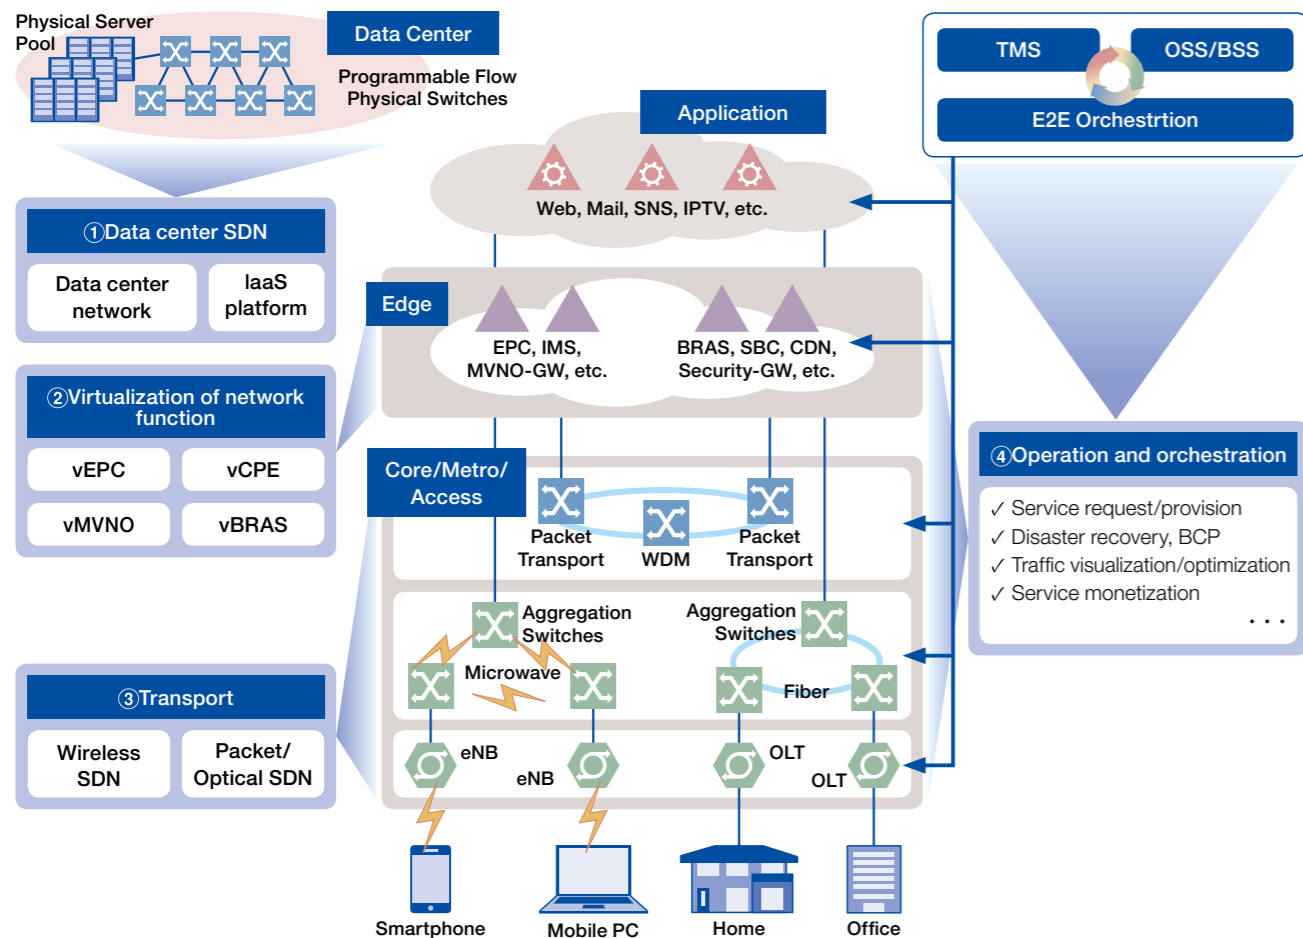 Physical Server
Pool
Data Center
Programmable Flow
Physical Switches
TMS
OSS/BSS
E2E Orchestrtion
Application
Web, Mail, SNS, IPTV, etc.
①Data center SDN
Data center
network
IaaS
platform
Edge
EPC, IMS,
MVNO-GW, etc.
BRAS, SBC, CDN,
Security-GW, etc.
②Virtualization of network
function
vEPC
vCPE
vMVNO
vBRAS
Core/Metro/
Access
Packet
Transport
WDM
Packet
Transport
④Operation and orchestration
✓ Service request/provision
✓ Disaster recovery, BCP
✓ Traffic visualization/optimization
✓ Service monetization
. . .
Aggregation
Switches
Microwave
Aggregation
Switches
Fiber
③Transport
Wireless
SDN
Packet/
Optical SDN
eNB
eNB
OLT
OLT
Smartphone
Mobile PC
Home
Office